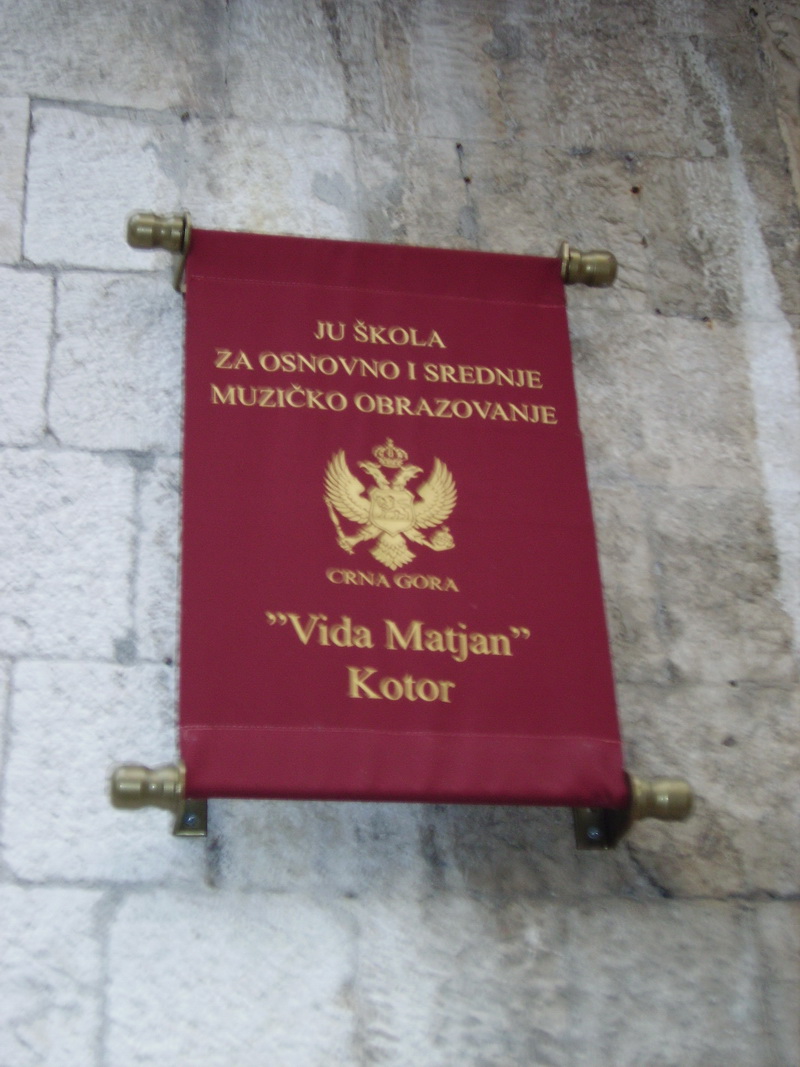 JU ŠKOLA
ZA OSNOVNO I SREDNJE
MUZIČKO OBRAZOVANJE
CRNA GORA
”Vida Matjan”
Kotor